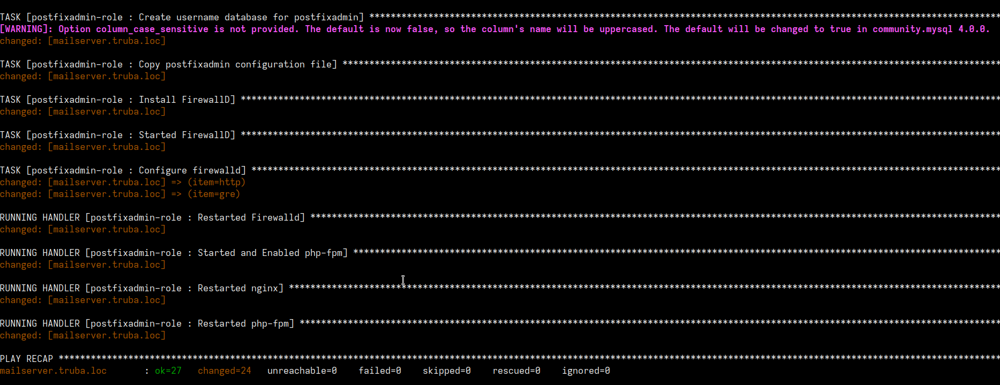 TASK [postfixadmin-role : Create username database for postfixadmin] **********************************************************************************************************************
[WARNING]: Option column_case_sensitive is not provided. The default is now false, so the column's name will be uppercased. The default will be changed to true in community.mysql 4.0.0.
changed: [mailserver.truba.loc]
TASK [postfixadmin-role : Copy postfixadmin configuration file] ***************************************************************************************************************************
changed: [mailserver.truba.loc]
TASK [postfixadmin-role : Install FirewallD] **********************************************************************************************************************************************
changed: [mailserver.truba.loc]
TASK [postfixadmin-role : Started FirewallD] **********************************************************************************************************************************************
changed: [mailserver.truba.loc]
TASK [postfixadmin-role : Configure firewalld] ********************************************************************************************************************************************
changed: [mailserver.truba.loc] => (item=http)
changed: [mailserver.truba.loc] => (item=gre)
RUNNING HANDLER [postfixadmin-role : Restarted Firewalld] *********************************************************************************************************************************
changed: [mailserver.truba.loc]
RUNNING HANDLER [postfixadmin-role : Started and Enabled php-fpm] *************************************************************************************************************************
changed: [mailserver.truba.loc]
RUNNING HANDLER [postfixadmin-role : Restarted nginx] *************************************************************************************************************************************
changed: [mailserver.truba.loc]
RUNNING HANDLER [postfixadmin-role : Restarted php-fpm] ***********************************************************************************************************************************
changed: [mailserver.truba.loc]
PLAY RECAP ********************************************************************************************************************************************************************************
mailserver.truba.loc       : ok=27   changed=24   unreachable=0    failed=0    skipped=0    rescued=0    ignored=0